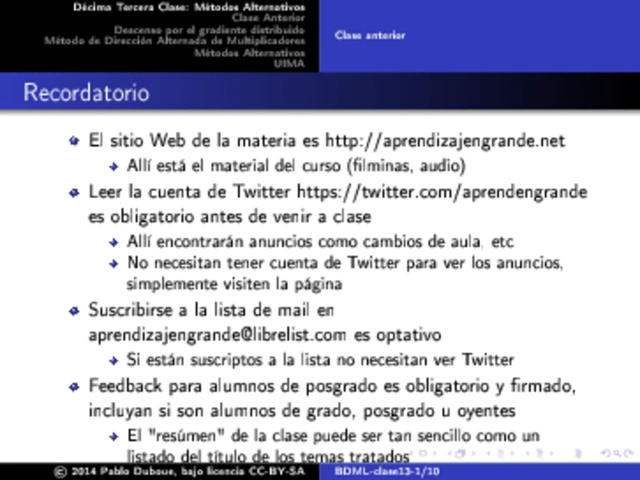 Décima Tercera Clase: Métodos Alternativos
Clase Anterior
Descenso por el gradiente distribuido
Método de Dirección Alternada de Multiplicadores
Métodos Alternativos
UIMA
Clase anterior
Recordatorio
El sitio Web de la materia es http://aprendizajengrande.net
Allí está el material del curso (filminas, audio)
Leer la cuenta de Twitter https://twitter.com/aprendengrande
es obligatorio antes de venir a clase
Allí encontrarán anuncios como cambios de aula, etc
No necesitan tener cuenta de Twitter para ver los anuncios,
simplemente visiten la página
Suscribirse a la lista de mail en
aprendizajengrande@librelist.com es optativo
Si están suscriptos a la lista no necesitan ver Twitter
Feedback para alumnos de posgrado es obligatorio y firmado,
incluyan si son alumnos de grado, posgrado u oyentes
El "resúmen" de la clase puede ser tan sencillo como un
listado del título de los temas tratados
© 2014 Pablo Duboue, bajo licencia CC-BY-SA
BDML-clase13-1/10